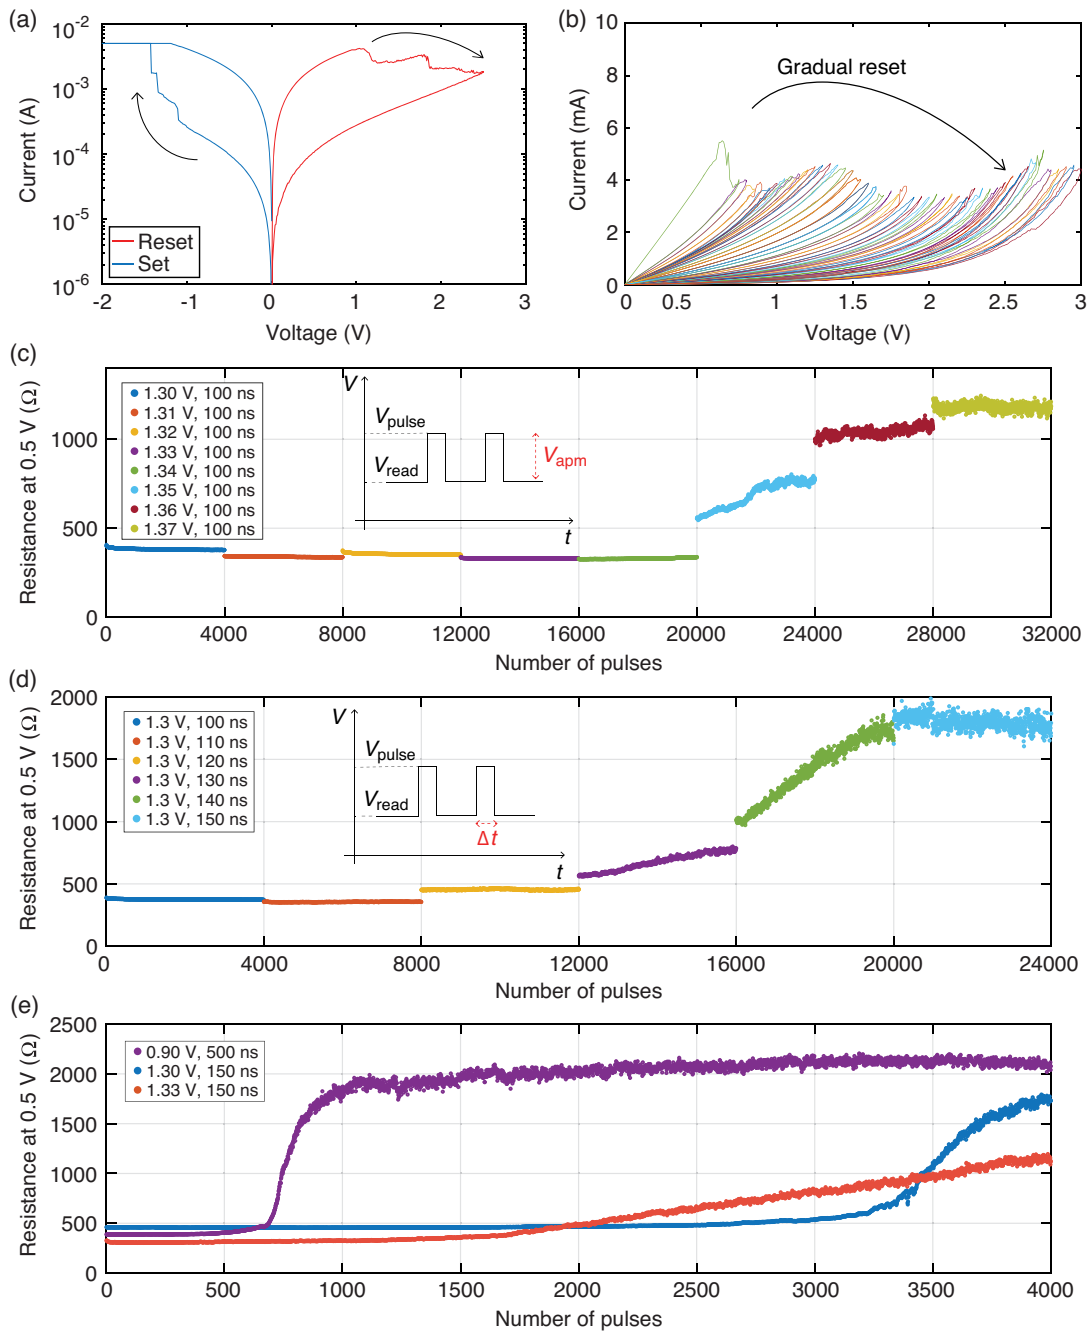 (a)
10⁻²
10⁻³
10⁻⁴
10⁻⁵
10⁻⁶
Current (A)
Reset
Set
-2 -1 0 1 2 3
Voltage (V)
(b)
10
8
6
4
2
0
Current (mA)
Gradual reset
0 0.5 1 1.5 2 2.5 3
Voltage (V)
(c)
Resistance at 0.5 V (Ω)
1000
500
0
1.30 V, 100 ns
1.31 V, 100 ns
1.32 V, 100 ns
1.33 V, 100 ns
1.34 V, 100 ns
1.35 V, 100 ns
1.36 V, 100 ns
1.37 V, 100 ns
V
Vpulse
Vread
Vapm
t
0 4000 8000 12000 16000 20000 24000 28000 32000
Number of pulses
(d)
Resistance at 0.5 V (Ω)
2000
1500
1000
500
0
1.3 V, 100 ns
1.3 V, 110 ns
1.3 V, 120 ns
1.3 V, 130 ns
1.3 V, 140 ns
1.3 V, 150 ns
V
Vpulse
Vread
Δt
t
0 4000 8000 12000 16000 20000 24000
Number of pulses
(e)
Resistance at 0.5 V (Ω)
2500
2000
1500
1000
500
0
0.90 V, 500 ns
1.30 V, 150 ns
1.33 V, 150 ns
0 500 1000 1500 2000 2500 3000 3500 4000
Number of pulses